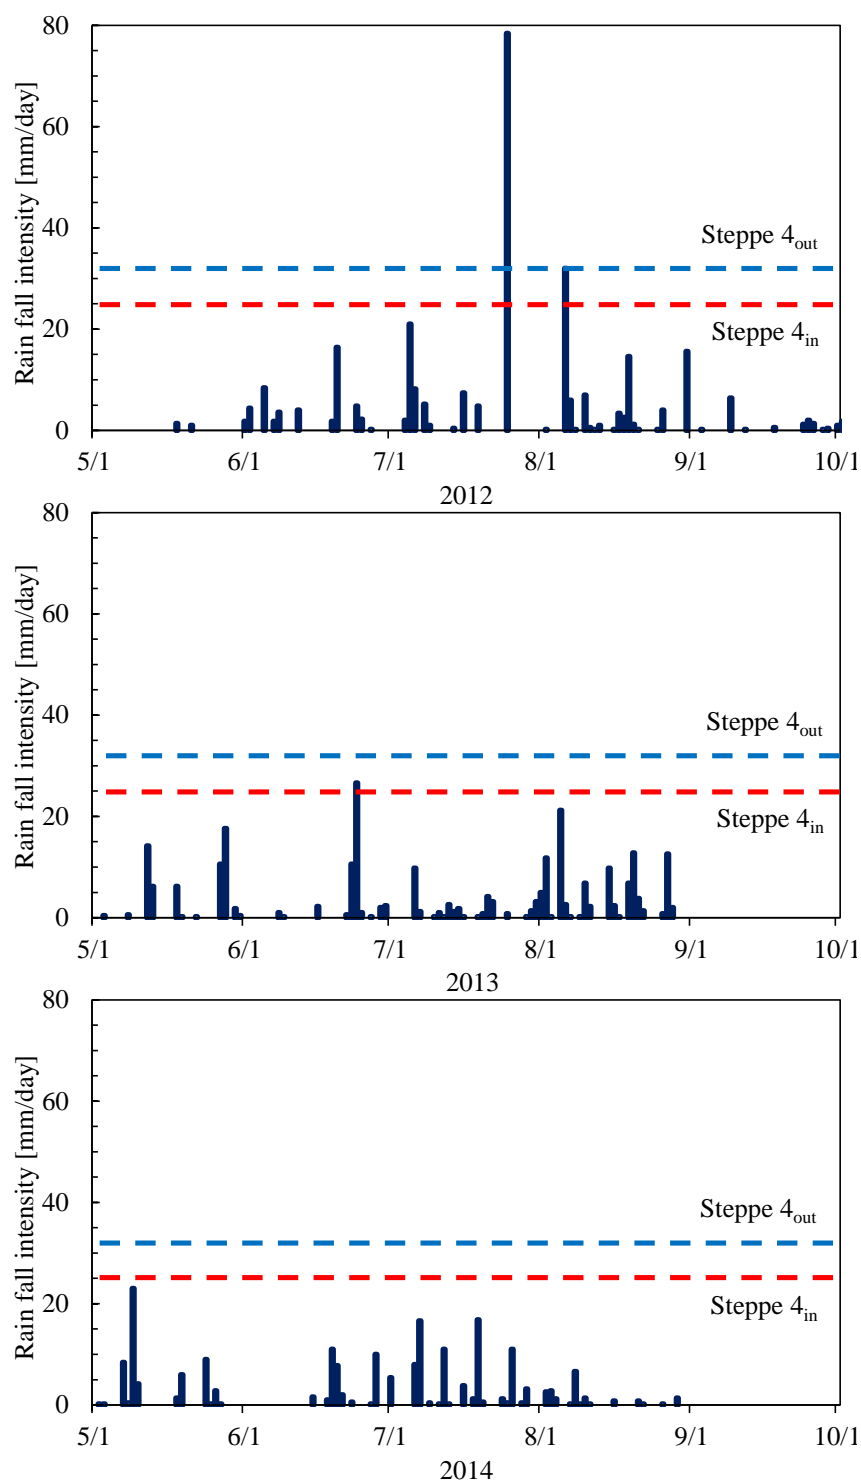 Rain fall intensity [mm/day]
80
60
40
20
0
Steppe 4out
Steppe 4in
5/1 6/1 7/1 8/1 9/1 10/1
2012
Rain fall intensity [mm/day]
80
60
40
20
0
Steppe 4out
Steppe 4in
5/1 6/1 7/1 8/1 9/1 10/1
2013
Rain fall intensity [mm/day]
80
60
40
20
0
Steppe 4out
Steppe 4in
5/1 6/1 7/1 8/1 9/1 10/1
2014